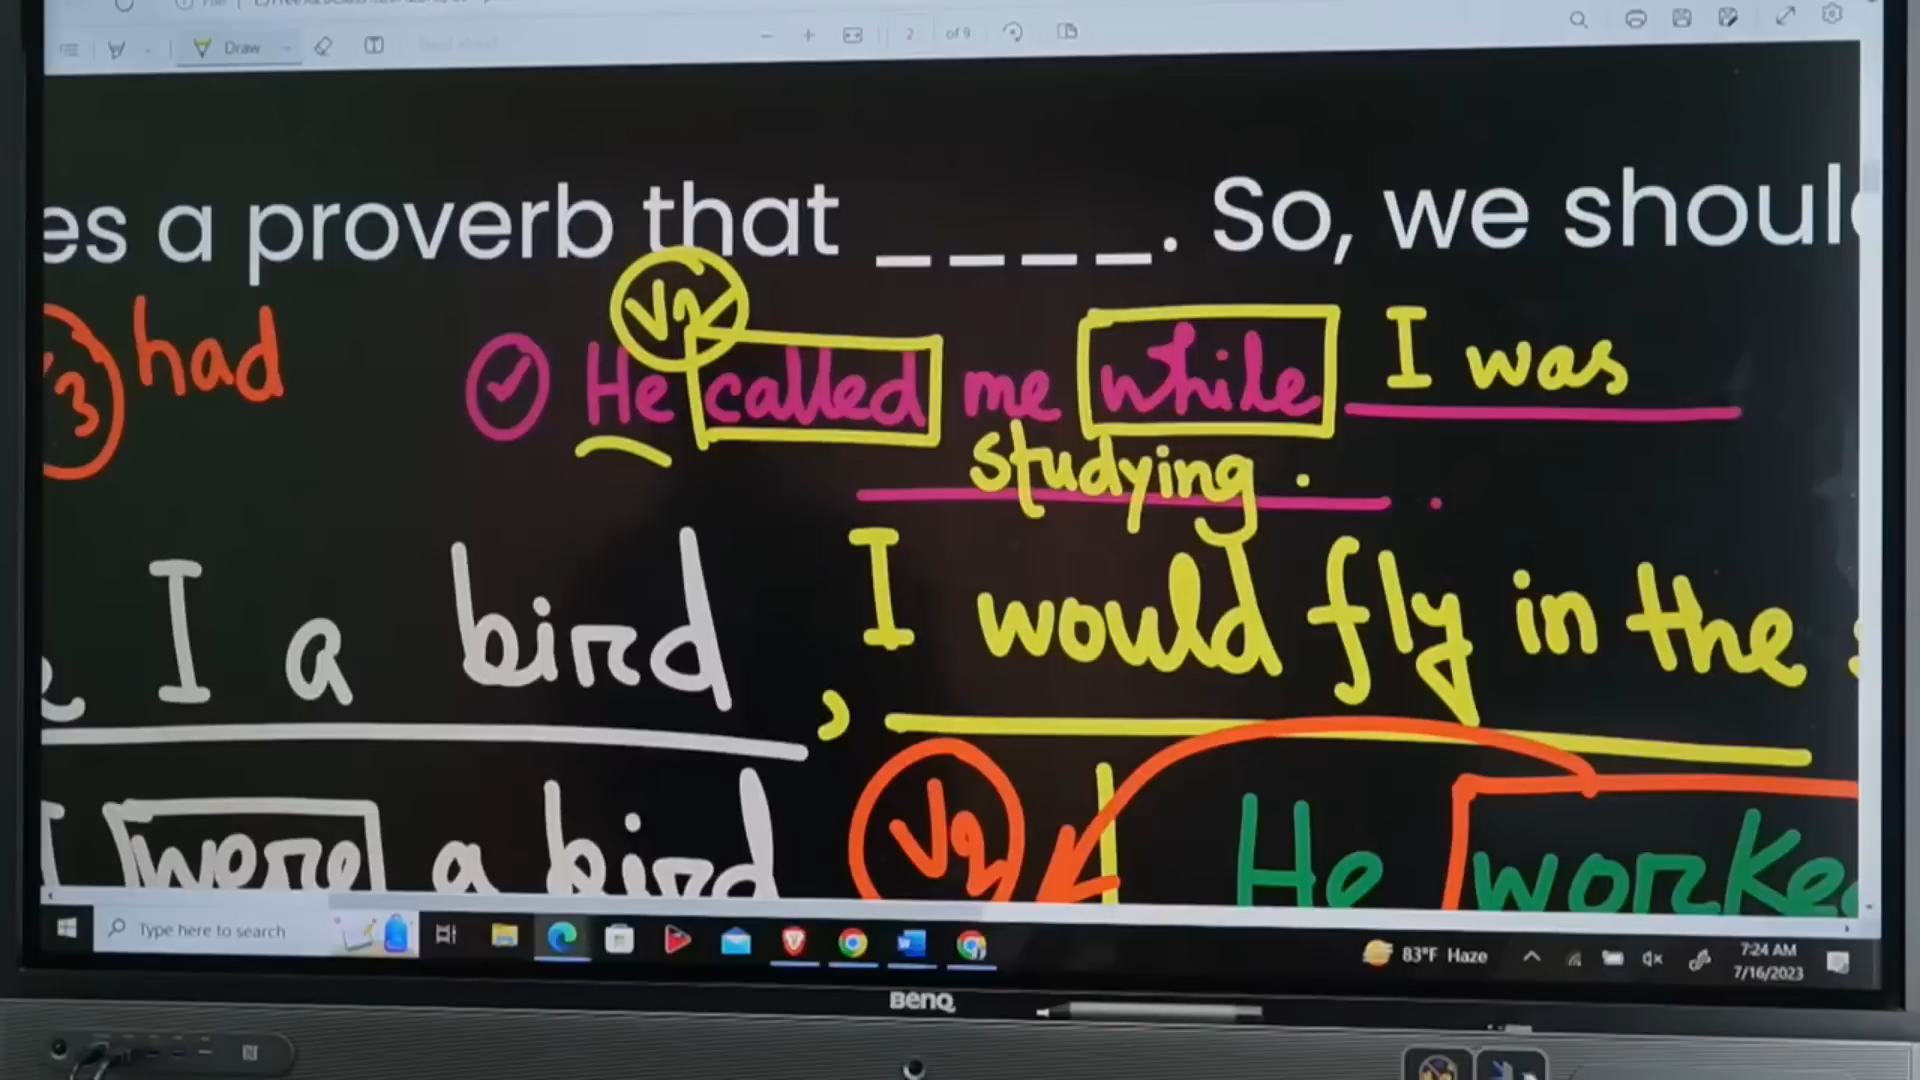 Draw
2 of 9
es a proverb that _ _ _ _. So, we shoul
3 had
V2
He called me while I was
studying.
I a bird, I would fly in the
I were a bird V2 He worke
Type here to search
83°F Haze
7:24 AM
7/16/2023
BenQ